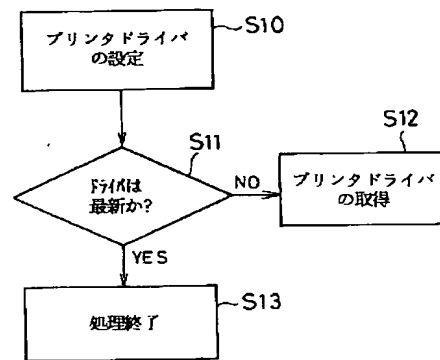 プリンタドライバ
の設定
S10
ドライバは
最新か?
S11
NO
プリンタドライバ
の取得
S12
YES
処理終了
S13